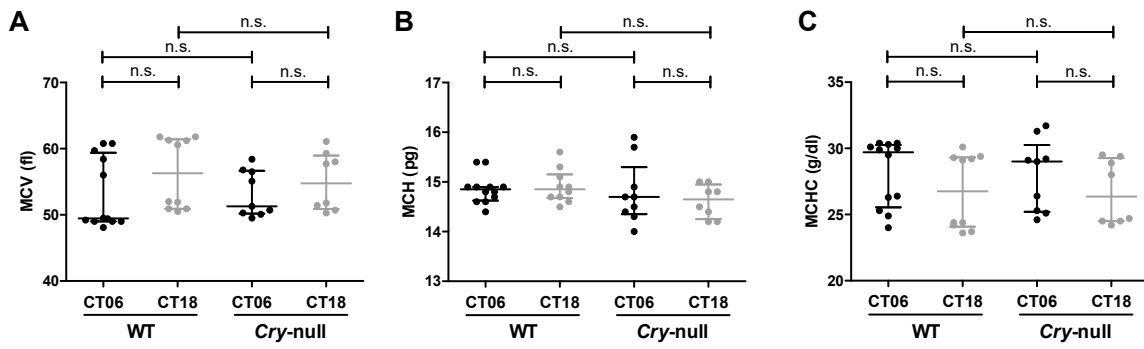 A
n.s.
n.s.
n.s.
n.s.
MCV (fl)
70
60
50
40
CT06 CT18 CT06 CT18
WT Cry-null
B
n.s.
n.s.
n.s.
n.s.
MCH (pg)
17
16
15
14
13
CT06 CT18 CT06 CT18
WT Cry-null
C
n.s.
n.s.
n.s.
n.s.
MCHC (g/dl)
35
30
25
20
CT06 CT18 CT06 CT18
WT Cry-null